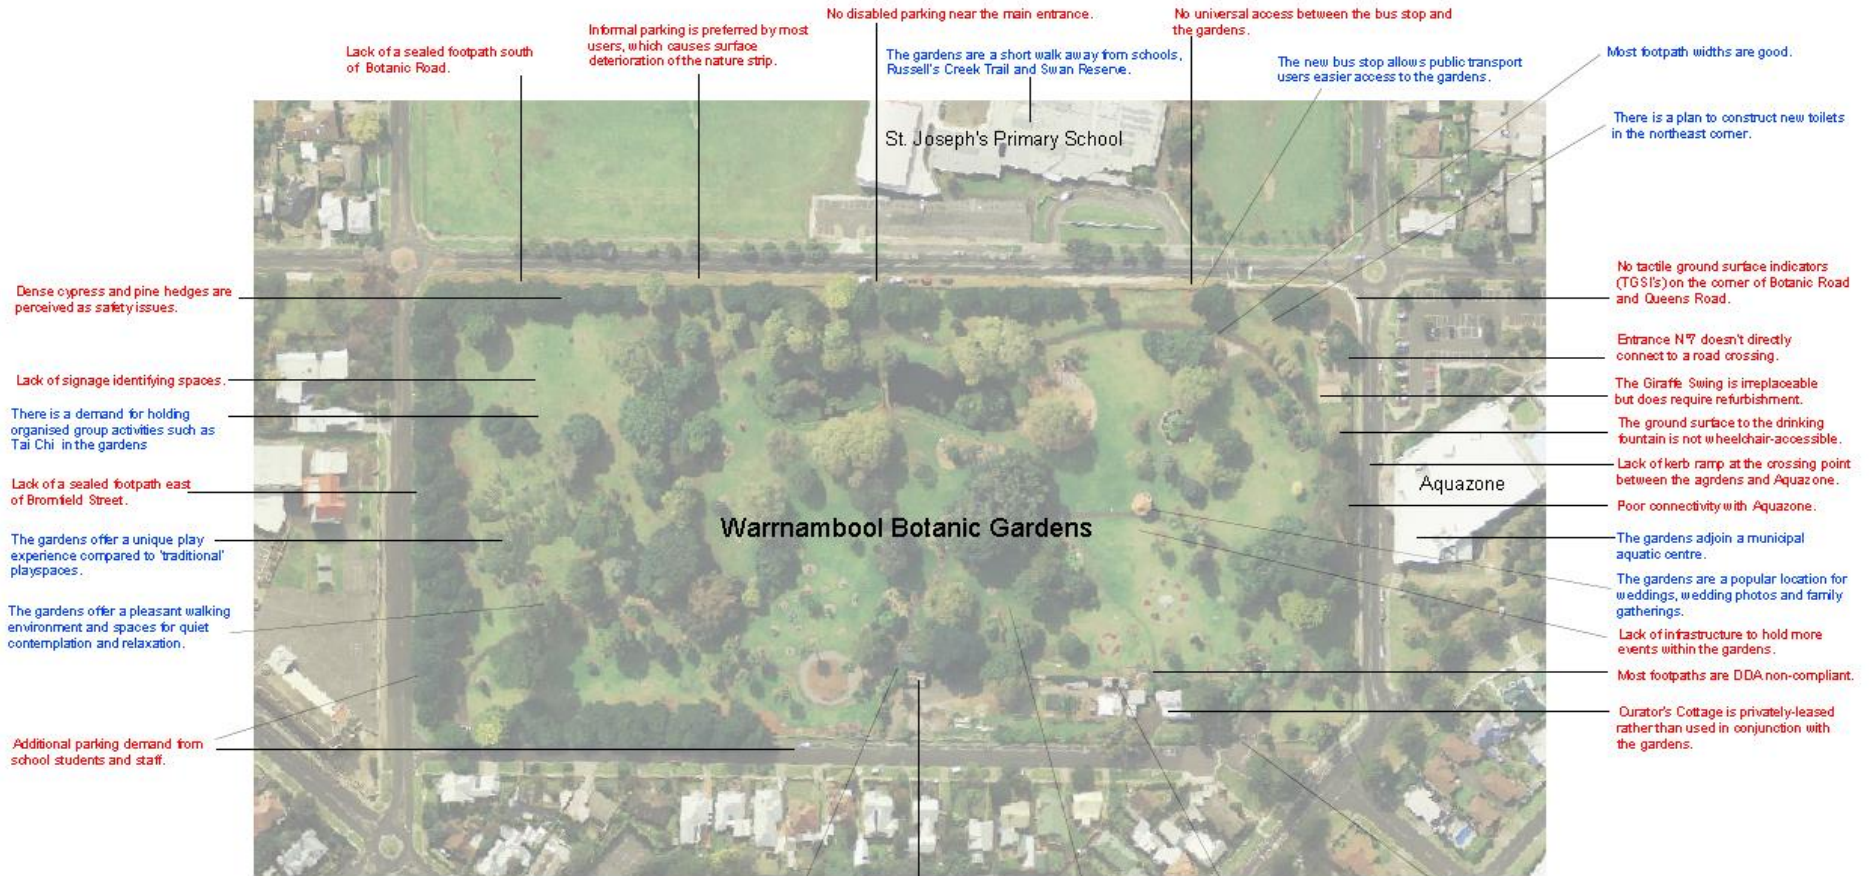 No disabled parking near the main entrance.
No universal access between the bus stop and
the gardens.
Informal parking is preferred by most
users, which causes surface
deterioration of the nature strip.
Lack of a sealed footpath south
of Botanic Road.
The gardens are a short walk away from schools,
Russell's Creek Trail and Swan Reserve.
The new bus stop allows public transport
users easier access to the gardens.
Most footpath widths are good.
There is a plan to construct new toilets
in the northeast corner.
St. Joseph's Primary School
Dense cypress and pine hedges are
perceived as safety issues.
Lack of signage identifying spaces.
There is a demand for holding
organised group activities such as
Tai Chi in the gardens
Lack of a sealed footpath east
of Bromfield Street.
The gardens offer a unique play
experience compared to 'traditional'
playspaces.
The gardens offer a pleasant walking
environment and spaces for quiet
contemplation and relaxation.
Additional parking demand from
school students and staff.
Warrnambool Botanic Gardens
Aquazone
No tactile ground surface indicators
(TGSI's) on the corner of Botanic Road
and Queens Road.
Entrance N°7 doesn't directly
connect to a road crossing.
The Giraffe Swing is irreplaceable
but does require refurbishment.
The ground surface to the drinking
fountain is not wheelchair-accessible.
Lack of kerb ramp at the crossing point
between the agrdens and Aquazone.
Poor connectivity with Aquazone.
The gardens adjoin a municipal
aquatic centre.
The gardens are a popular location for
weddings, wedding photos and family
gatherings.
Lack of infrastructure to hold more
events within the gardens.
Most footpaths are DDA non-compliant.
Curator's Cottage is privately-leased
rather than used in conjunction with
the gardens.